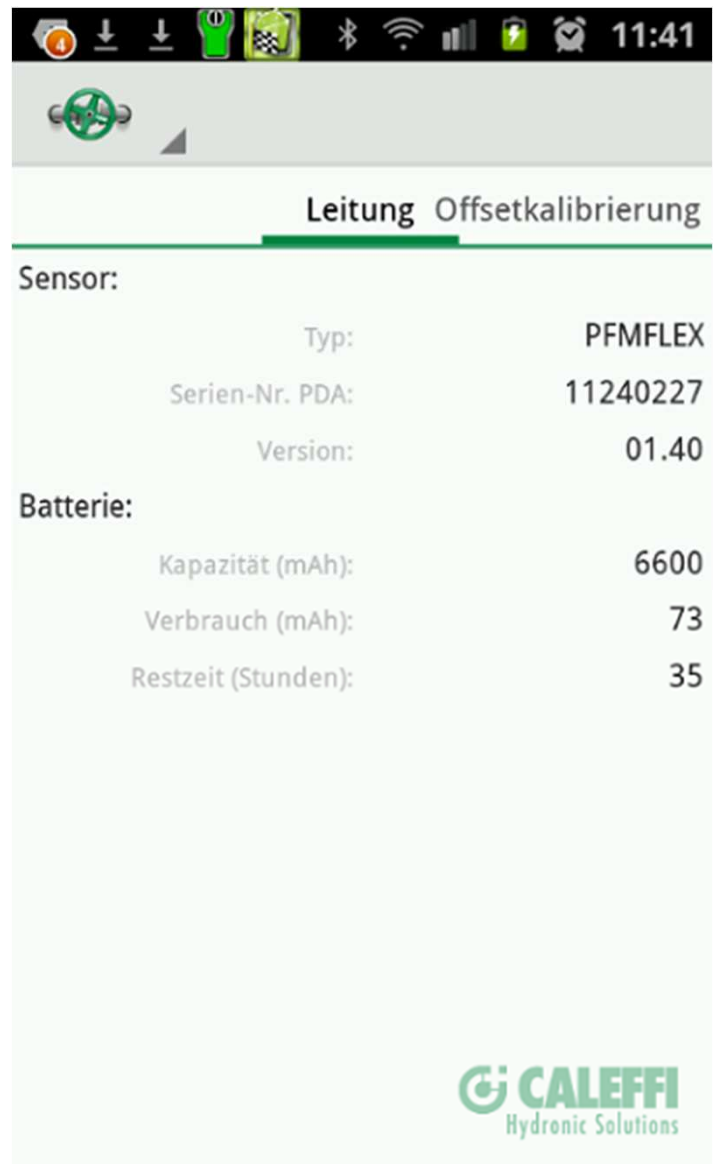 4 11:41
Leitung Offsetkalibrierung
Sensor:
Typ: PFMFLEX
Serien-Nr. PDA: 11240227
Version: 01.40
Batterie:
Kapazität (mAh): 6600
Verbrauch (mAh): 73
Restzeit (Stunden): 35
CALEFFI
Hydronic Solutions